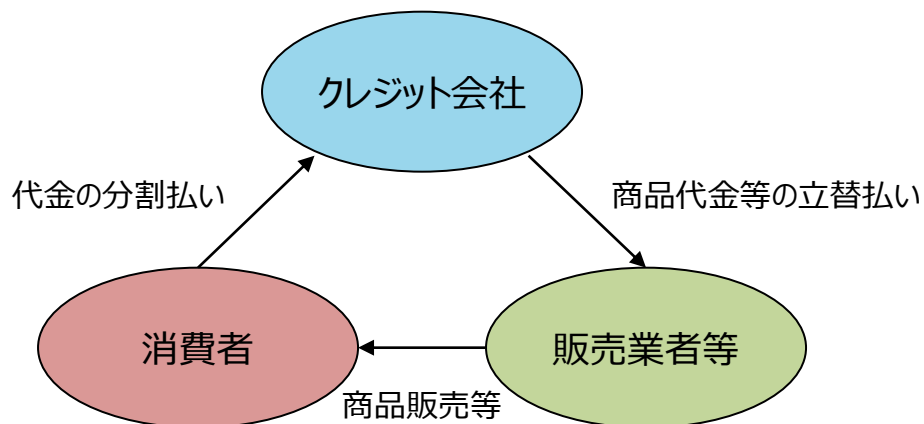 クレジット会社
代金の分割払い
商品代金等の立替払い
消費者
販売業者等
商品販売等